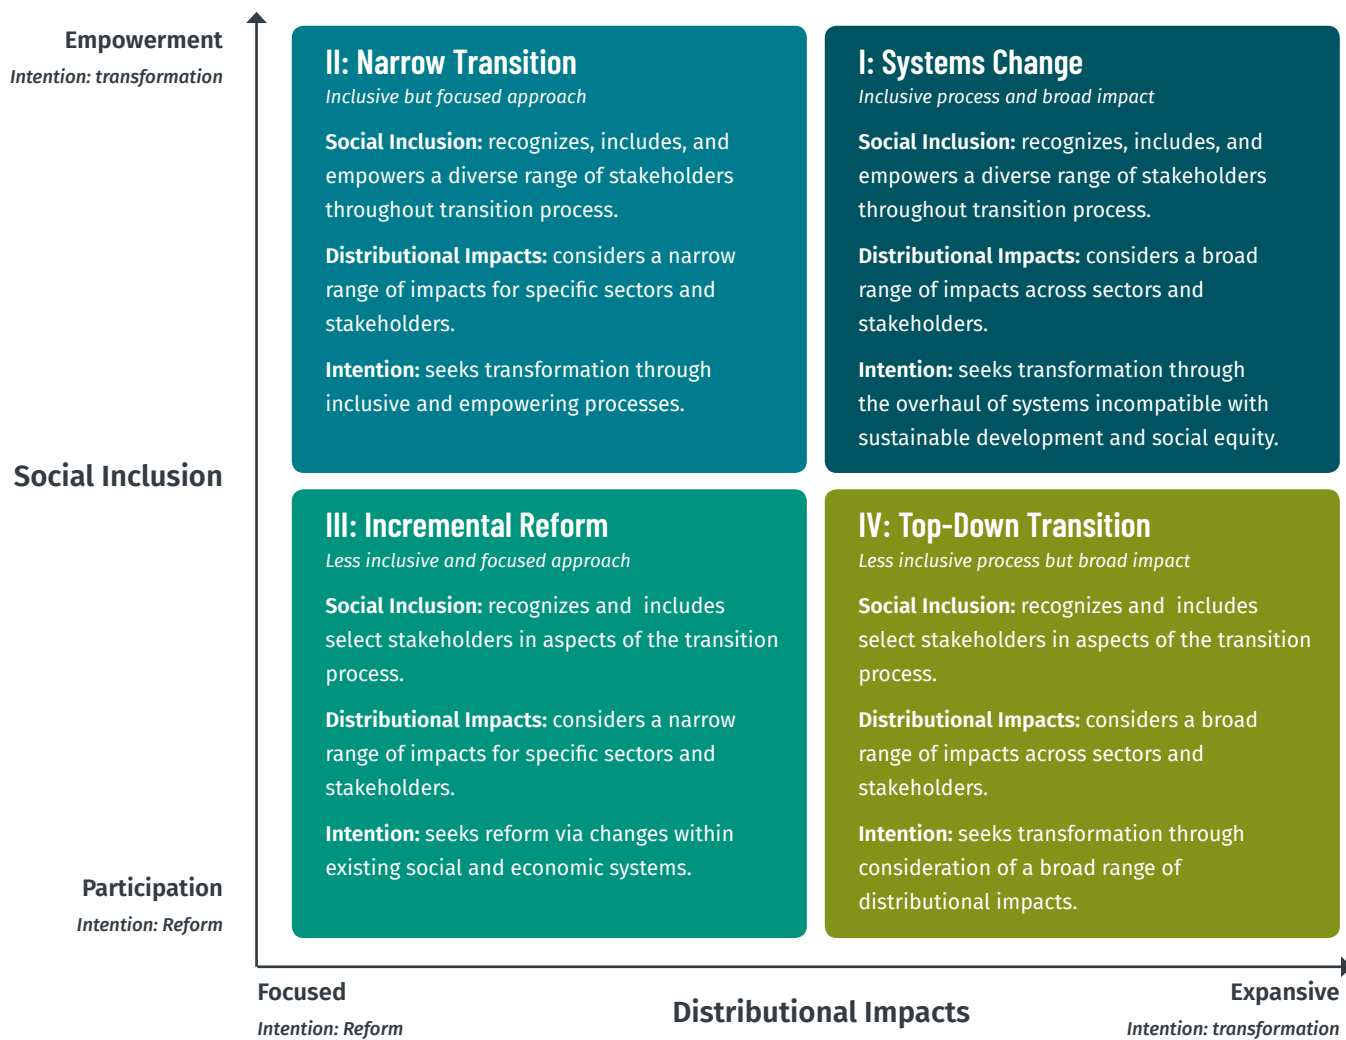 Empowerment
Intention: transformation
II: Narrow Transition
Inclusive but focused approach
Social Inclusion: recognizes, includes, and
empowers a diverse range of stakeholders
throughout transition process.
Distributional Impacts: considers a narrow
range of impacts for specific sectors and
stakeholders.
Intention: seeks transformation through
inclusive and empowering processes.
I: Systems Change
Inclusive process and broad impact
Social Inclusion: recognizes, includes, and
empowers a diverse range of stakeholders
throughout transition process.
Distributional Impacts: considers a broad
range of impacts across sectors and
stakeholders.
Intention: seeks transformation through
the overhaul of systems incompatible with
sustainable development and social equity.
Social Inclusion
III: Incremental Reform
Less inclusive and focused approach
Social Inclusion: recognizes and  includes
select stakeholders in aspects of the transition
process.
Distributional Impacts: considers a narrow
range of impacts for specific sectors and
stakeholders.
Intention: seeks reform via changes within
existing social and economic systems.
IV: Top-Down Transition
Less inclusive process but broad impact
Social Inclusion: recognizes and  includes
select stakeholders in aspects of the transition
process.
Distributional Impacts: considers a broad
range of impacts across sectors and
stakeholders.
Intention: seeks transformation through
consideration of a broad range of
distributional impacts.
Participation
Intention: Reform
Focused
Intention: Reform
Distributional Impacts
Expansive
Intention: transformation